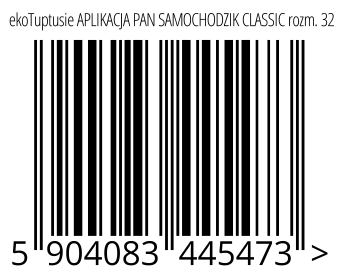 ekoTuptusie APLIKACJA PAN SAMOCHODZIK CLASSIC rozm. 32
5 904083 445473 >